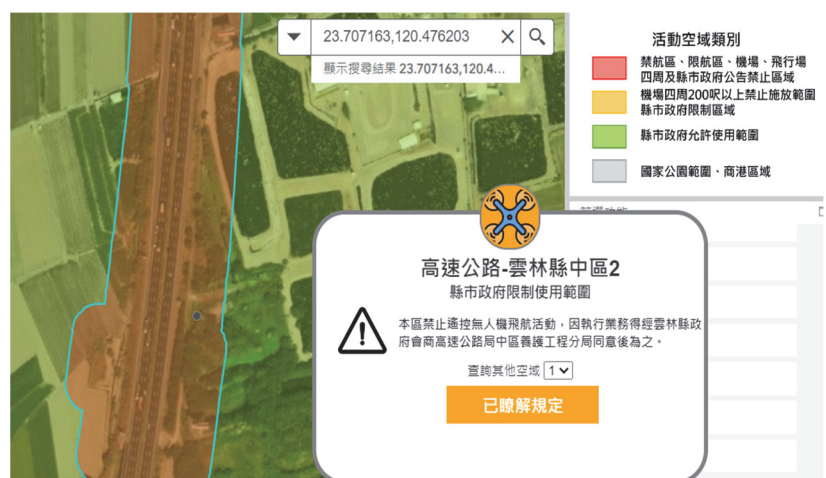 23.707163,120.476203
顯示搜尋結果 23.707163,120.4...
活動空域類別
禁航區、限航區、機場、飛行場
四周及縣市政府公告禁止區域
機場四周200呎以上禁止施放範圍
縣市政府限制區域
縣市政府允許使用範圍
國家公園範圍、商港區域
高速公路-雲林縣中區2
縣市政府限制使用範圍
本區禁止遙控無人機飛航活動，因執行業務得經雲林縣政
府會商高速公路局中區養護工程分局同意後為之。
查詢其他空域 1
已瞭解規定